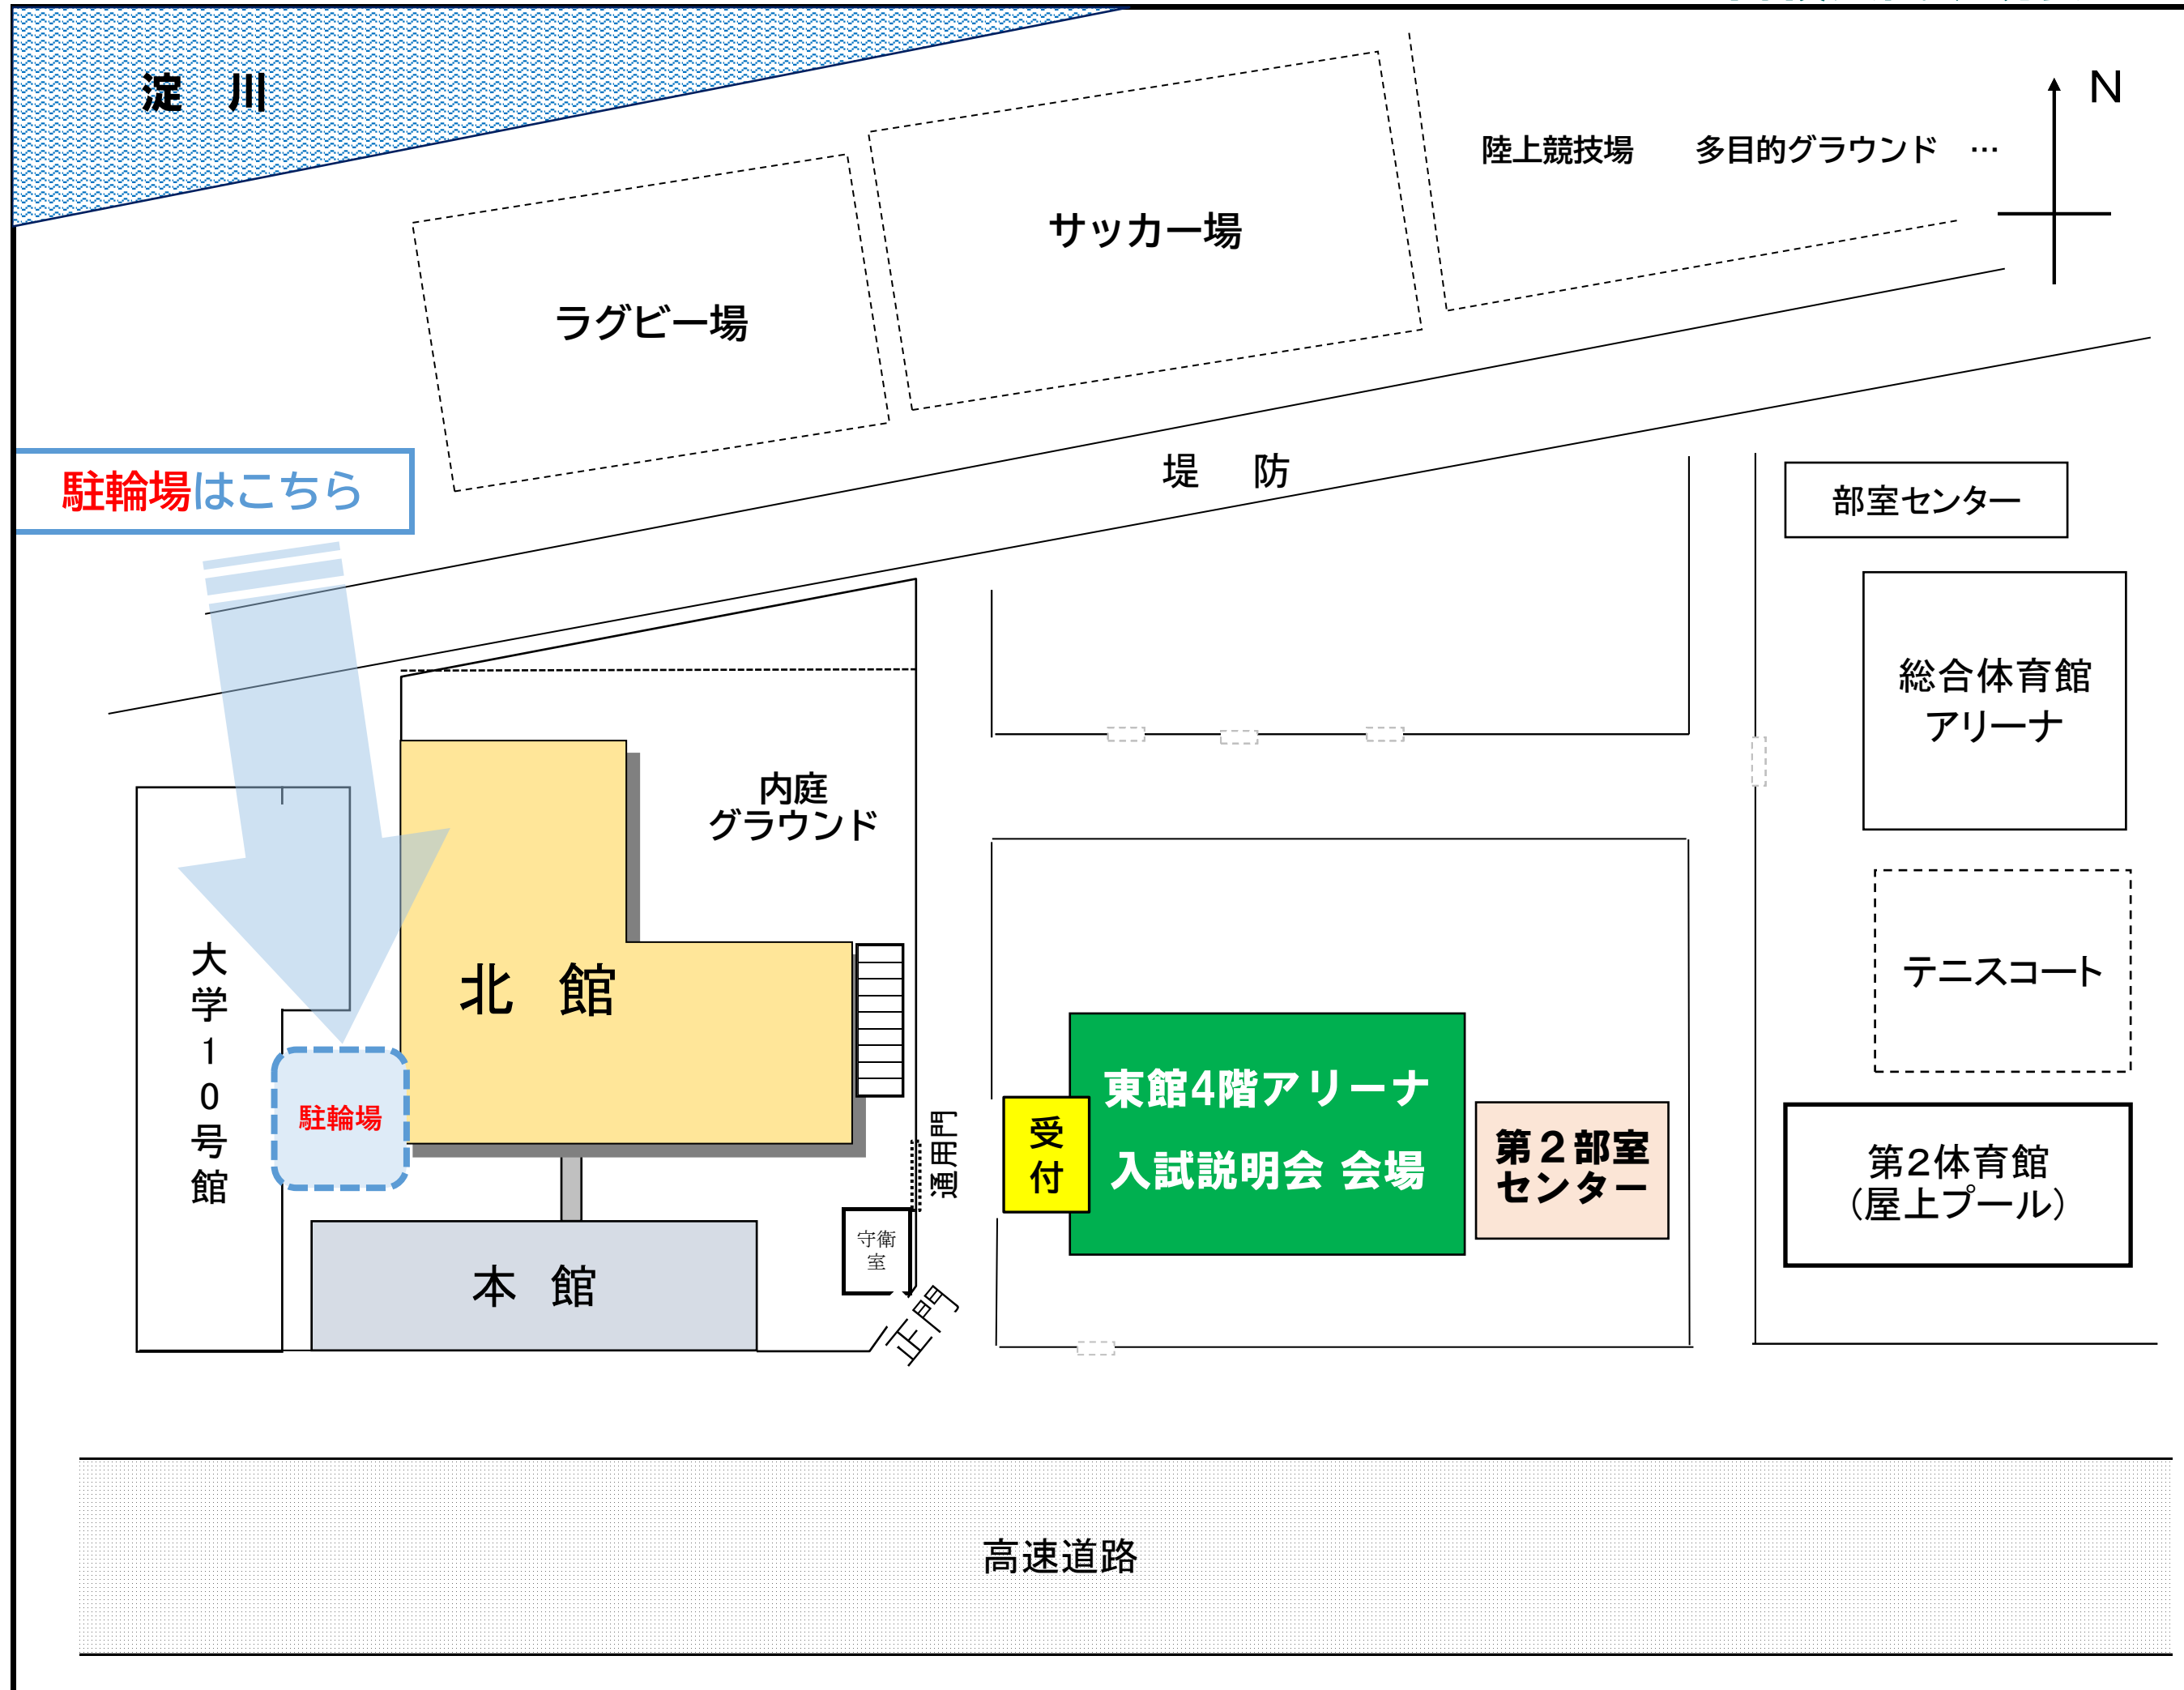 淀　川
N
陸上競技場　　多目的グラウンド　…
サッカー場
ラグビー場
堤　防
駐輪場はこちら
部室センター
総合体育館
アリーナ
内庭
グラウンド
大学10号館
北　館
テニスコート
駐輪場
東館4階アリーナ
入試説明会 会場
受付
第２部室
センター
通用門
第２体育館
（屋上プール）
守衛
室
本　館
正門
高速道路